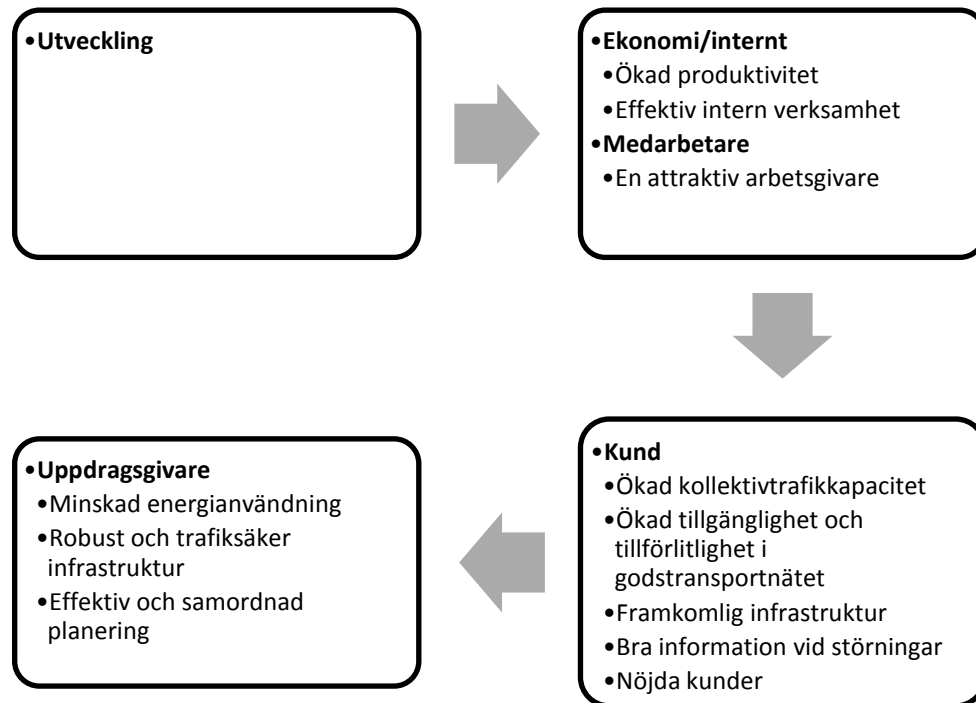 •Utveckling
•Ekonomi/internt
•Ökad produktivitet
•Effektiv intern verksamhet
•Medarbetare
•En attraktiv arbetsgivare
•Kund
•Ökad kollektivtrafikkapacitet
•Ökad tillgänglighet och
tillförlitlighet i
godstransportnätet
•Framkomlig infrastruktur
•Bra information vid störningar
•Nöjda kunder
•Uppdragsgivare
•Minskad energianvändning
•Robust och trafiksäker
infrastruktur
•Effektiv och samordnad
planering